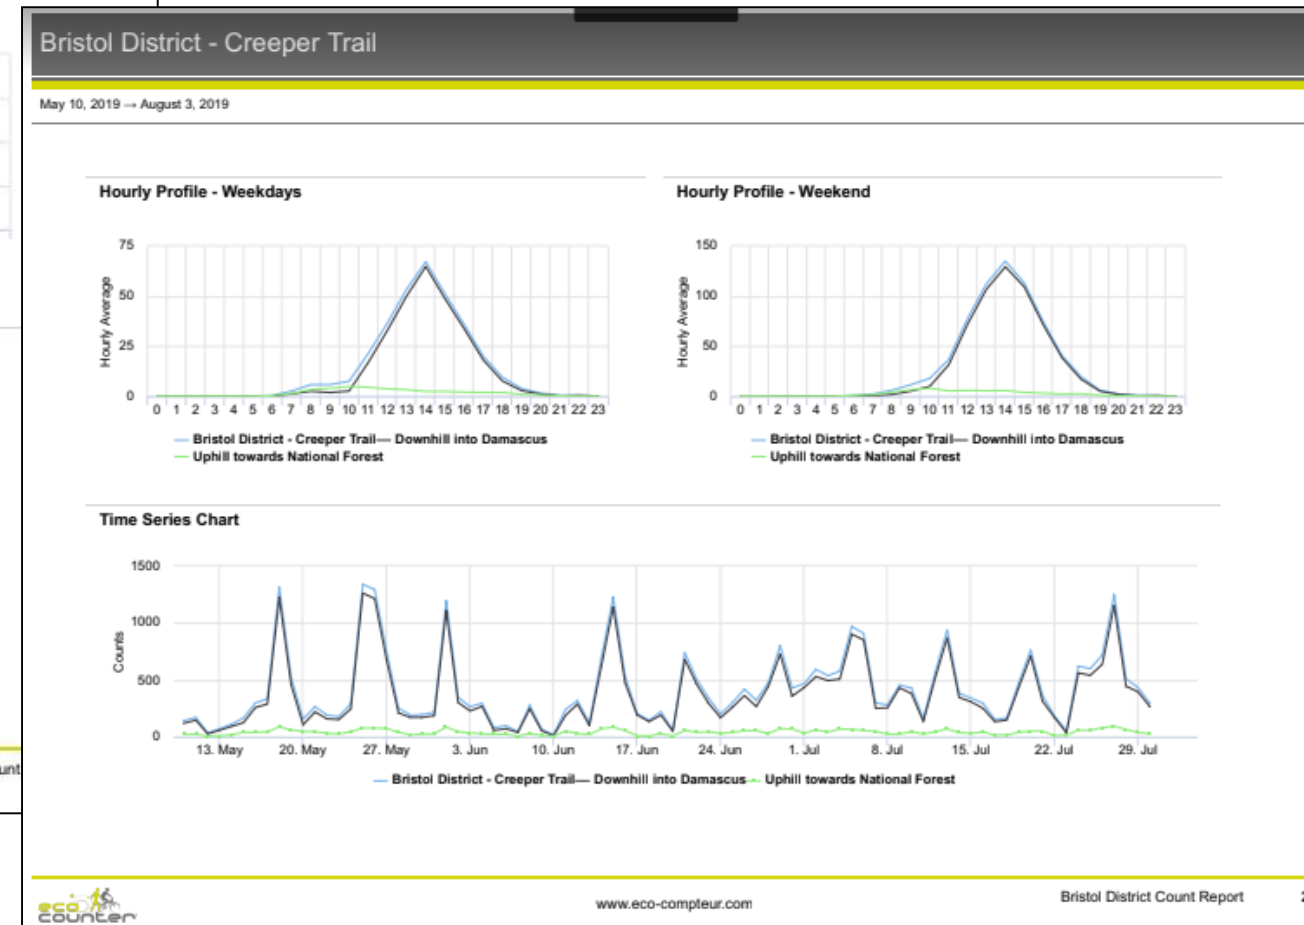 Bristol District - Creeper Trail
May 10, 2019 → August 3, 2019
Hourly Profile - Weekdays
75
50
25
0
Hourly Average
0 1 2 3 4 5 6 7 8 9 10 11 12 13 14 15 16 17 18 19 20 21 22 23
Bristol District - Creeper Trail — Downhill into Damascus
Uphill towards National Forest
Hourly Profile - Weekend
150
100
50
0
Hourly Average
0 1 2 3 4 5 6 7 8 9 10 11 12 13 14 15 16 17 18 19 20 21 22 23
Bristol District - Creeper Trail — Downhill into Damascus
Uphill towards National Forest
Time Series Chart
1500
1000
500
0
Counts
13. May 20. May 27. May 3. Jun 10. Jun 17. Jun 24. Jun 1. Jul 8. Jul 15. Jul 22. Jul 29. Jul
Bristol District - Creeper Trail — Downhill into Damascus Uphill towards National Forest
eco counter
www.eco-compteur.com
Bristol District Count Report